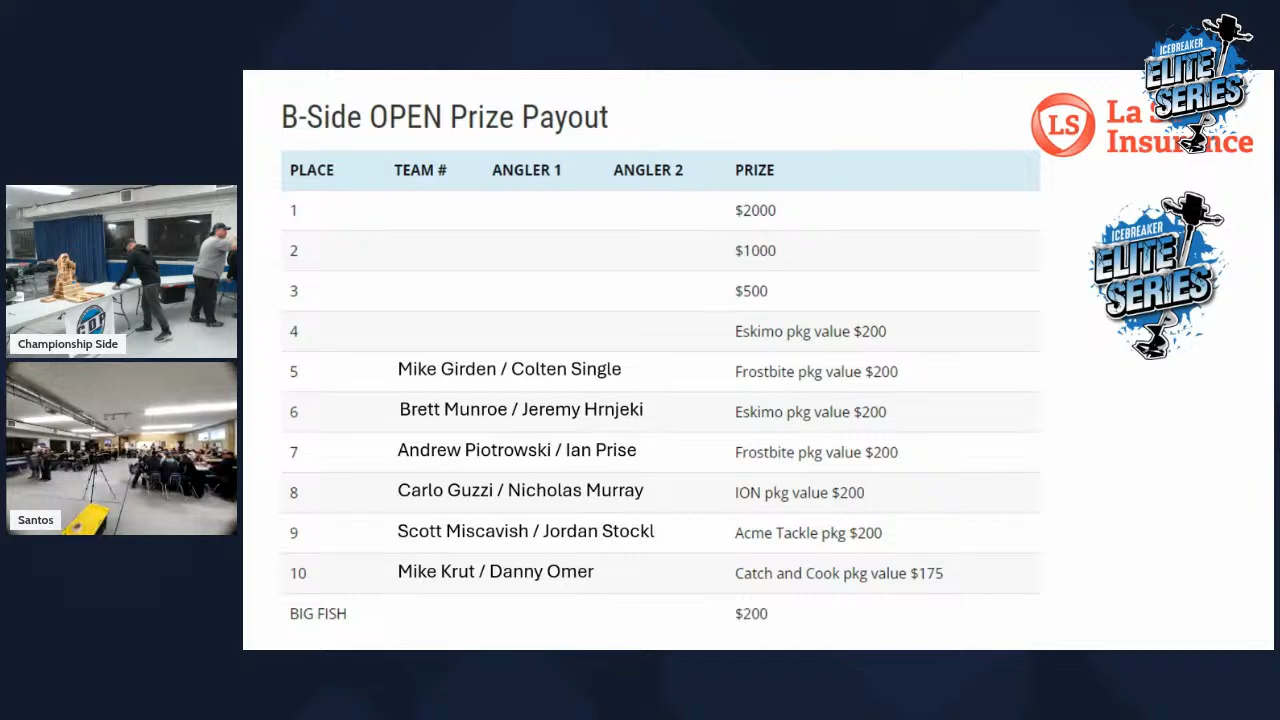 B-Side OPEN Prize Payout
PLACE TEAM # ANGLER 1 ANGLER 2 PRIZE
1 $2000
2 $1000
3 $500
4 Eskimo pkg value $200
5 Mike Girden / Colten Single Frostbite pkg value $200
6 Brett Munroe / Jeremy Hrnjeki Eskimo pkg value $200
7 Andrew Piotrowski / Ian Prise Frostbite pkg value $200
8 Carlo Guzzi / Nicholas Murray ION pkg value $200
9 Scott Miscavish / Jordan Stockl Acme Tackle pkg $200
10 Mike Krut / Danny Omer Catch and Cook pkg value $175
BIG FISH $200
LS
La
Insurance
ICEBREAKER
ELITE
SERIES
ICEBREAKER
ELITE
SERIES
Championship Side
Santos